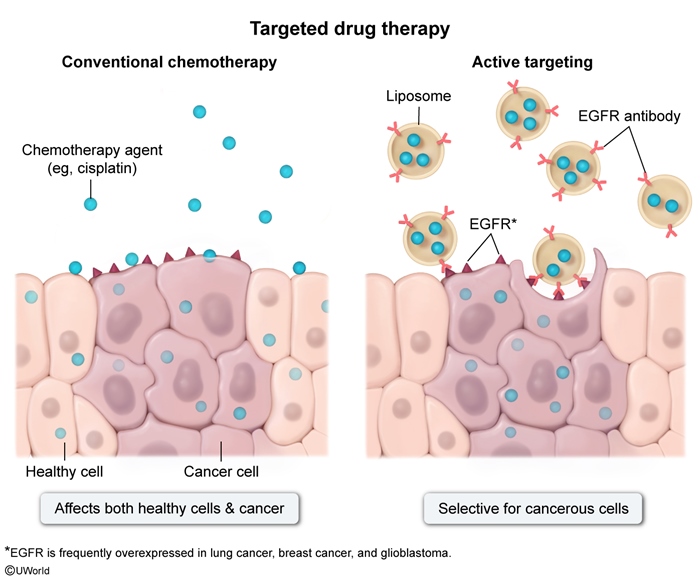 Targeted drug therapy
Conventional chemotherapy
Active targeting
Chemotherapy agent
(eg, cisplatin)
Liposome
EGFR antibody
EGFR*
Healthy cell
Cancer cell
Affects both healthy cells & cancer
Selective for cancerous cells
*EGFR is frequently overexpressed in lung cancer, breast cancer, and glioblastoma.
©UWorld